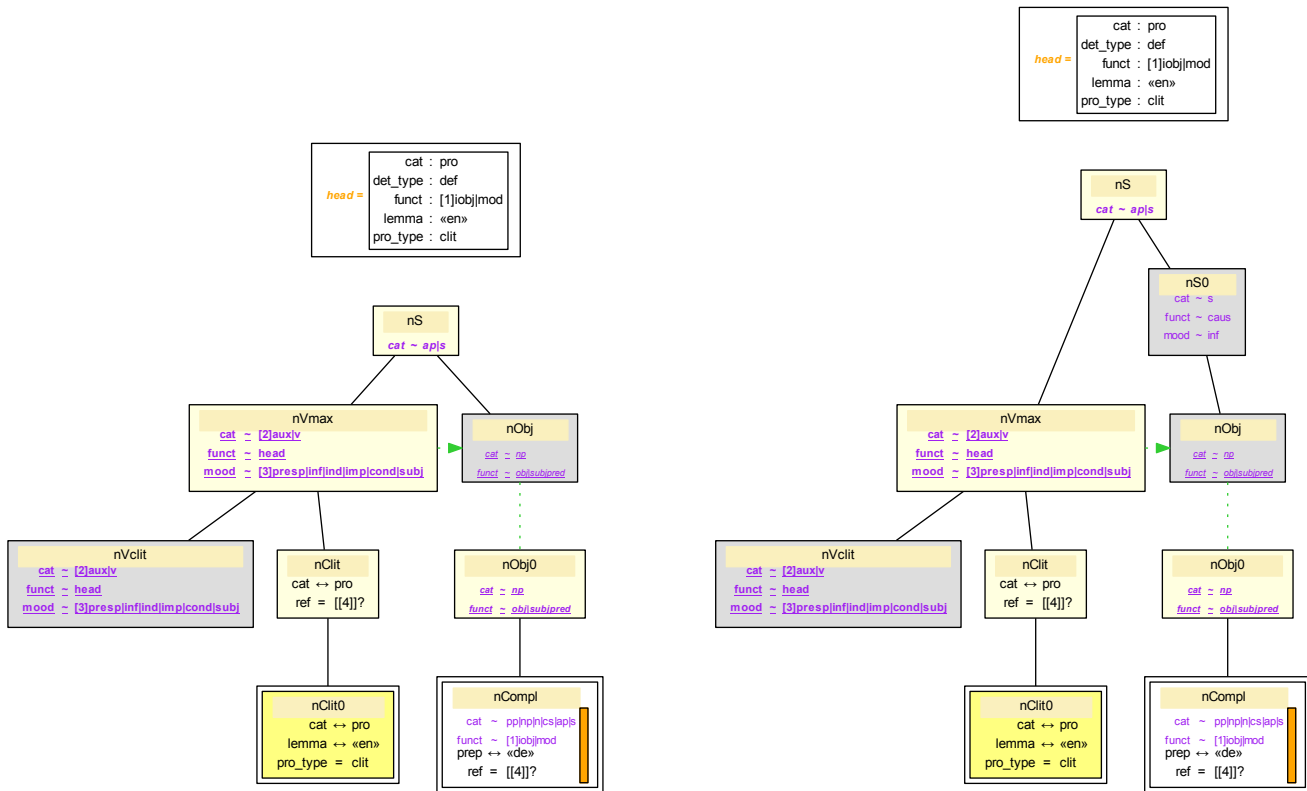 head =
cat : pro
det_type : def
funct : [1]iobj|mod
lemma : «en»
pro_type : clit
nS
cat ~ ap|s
nVmax
cat ~ [2]aux|v
funct ~ head
mood ~ [3]presp|inf|ind|imp|cond|subj
nObj
cat ~ np
funct ~ obj|subjpred
nVclit
cat ~ [2]aux|v
funct ~ head
mood ~ [3]presp|inf|ind|imp|cond|subj
nClit
cat ↔ pro
ref = [[4]]?
nObj0
cat ~ np
funct ~ obj|subjpred
nClit0
cat ↔ pro
lemma ↔ «en»
pro_type = clit
nCompl
cat ~ pp|np|n|cs|ap|s
funct ~ [1]iobj|mod
prep ↔ «de»
ref = [[4]]?
head =
cat : pro
det_type : def
funct : [1]iobj|mod
lemma : «en»
pro_type : clit
nS
cat ~ ap|s
nS0
cat ~ s
funct ~ caus
mood ~ inf
nVmax
cat ~ [2]aux|v
funct ~ head
mood ~ [3]presp|inf|ind|imp|cond|subj
nObj
cat ~ np
funct ~ obj|subjpred
nVclit
cat ~ [2]aux|v
funct ~ head
mood ~ [3]presp|inf|ind|imp|cond|subj
nClit
cat ↔ pro
ref = [[4]]?
nObj0
cat ~ np
funct ~ obj|subjpred
nClit0
cat ↔ pro
lemma ↔ «en»
pro_type = clit
nCompl
cat ~ pp|np|n|cs|ap|s
funct ~ [1]iobj|mod
prep ↔ «de»
ref = [[4]]?